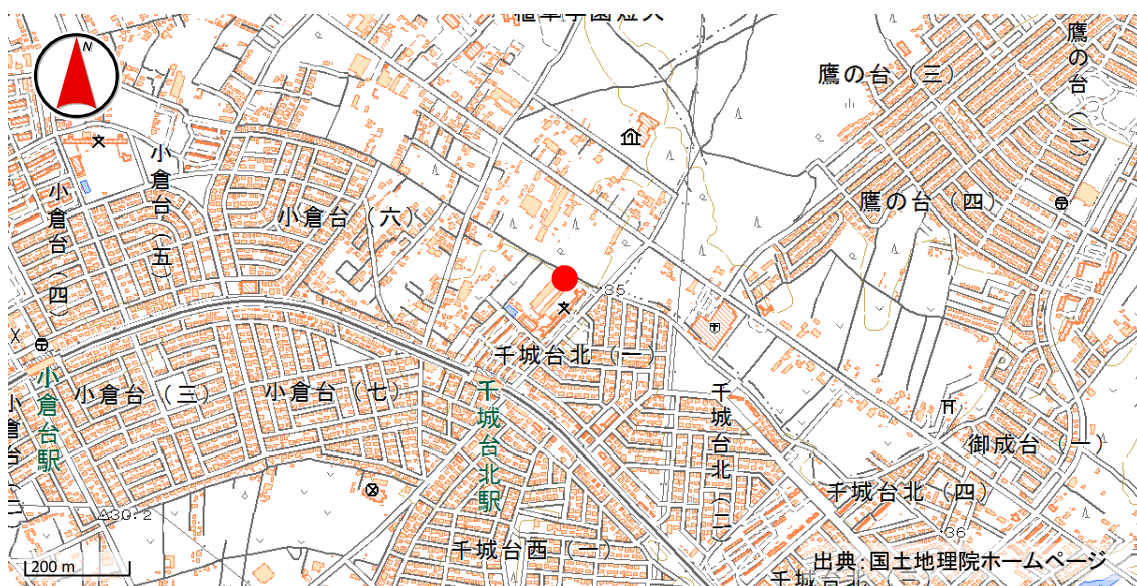 N
鷹の台（三）
鷹の台（二）
小倉台（五）
小倉台（四）
小倉台（六）
鷹の台（四）
85
千城台北（一）
小倉台（三）
小倉台（七）
小倉台駅
千城台北駅
千城台北（二）
御成台（一）
千城台北（四）
30.2
36
千城台西（一）
出典：国土地理院ホームページ
200 m